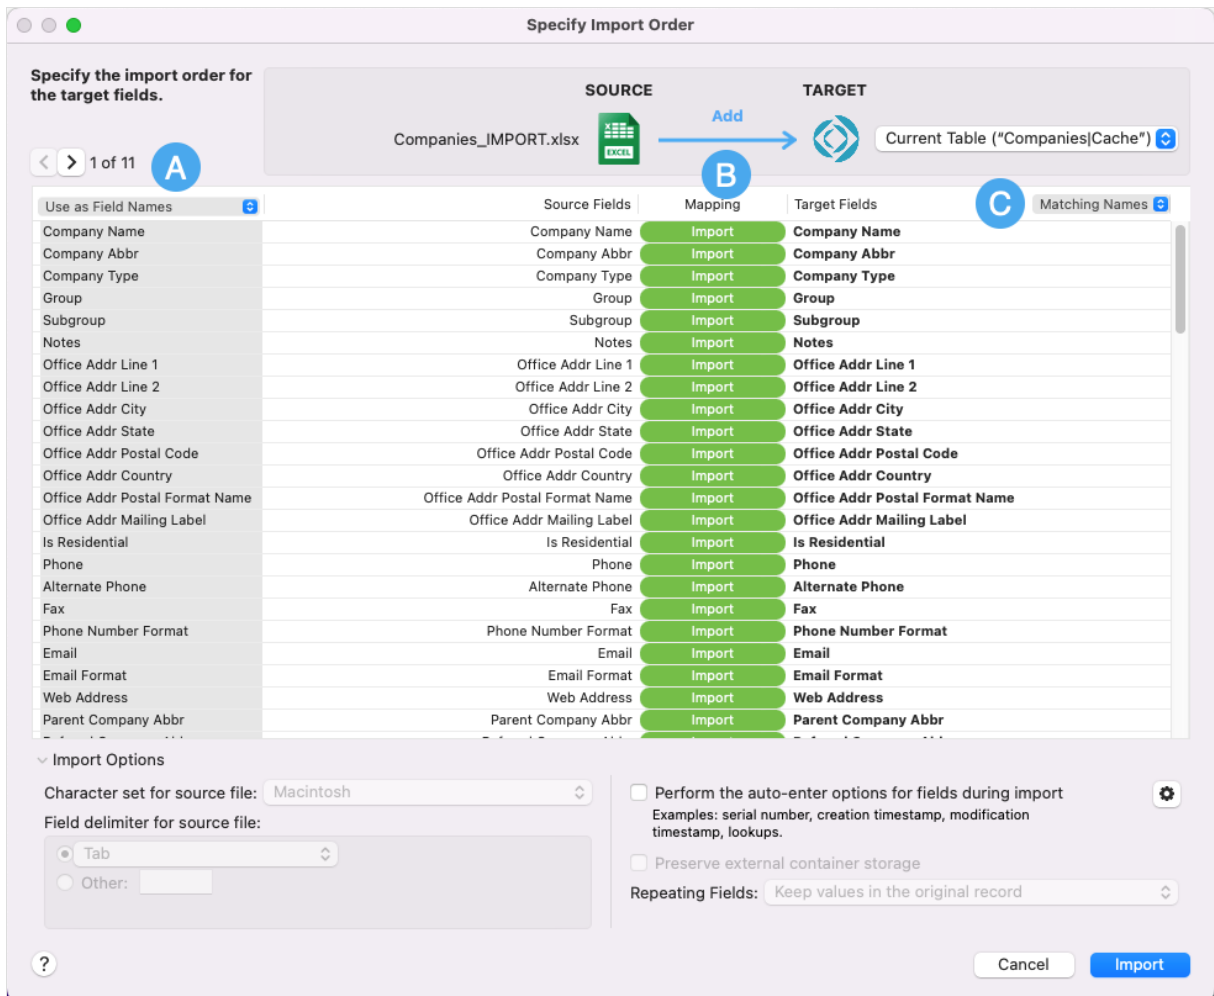 Specify Import Order
Specify the import order for
the target fields.
SOURCE
TARGET
Companies_IMPORT.xlsx
X
EXCEL
Add
Current Table ("Companies|Cache")
1 of 11
A
B
C
Use as Field Names Source Fields Mapping Target Fields Matching Names
Company Name Company Name Import Company Name
Company Abbr Company Abbr Import Company Abbr
Company Type Company Type Import Company Type
Group Group Import Group
Subgroup Subgroup Import Subgroup
Notes Notes Import Notes
Office Addr Line 1 Office Addr Line 1 Import Office Addr Line 1
Office Addr Line 2 Office Addr Line 2 Import Office Addr Line 2
Office Addr City Office Addr City Import Office Addr City
Office Addr State Office Addr State Import Office Addr State
Office Addr Postal Code Office Addr Postal Code Import Office Addr Postal Code
Office Addr Country Office Addr Country Import Office Addr Country
Office Addr Postal Format Name Office Addr Postal Format Name Import Office Addr Postal Format Name
Office Addr Mailing Label Office Addr Mailing Label Import Office Addr Mailing Label
Is Residential Is Residential Import Is Residential
Phone Phone Import Phone
Alternate Phone Alternate Phone Import Alternate Phone
Fax Fax Import Fax
Phone Number Format Phone Number Format Import Phone Number Format
Email Email Import Email
Email Format Email Format Import Email Format
Web Address Web Address Import Web Address
Parent Company Abbr Parent Company Abbr Import Parent Company Abbr
Import Options
Character set for source file: Macintosh
Field delimiter for source file:
Tab
Other:
Perform the auto-enter options for fields during import
Examples: serial number, creation timestamp, modification
timestamp, lookups.
Preserve external container storage
Repeating Fields: Keep values in the original record
?
Cancel
Import